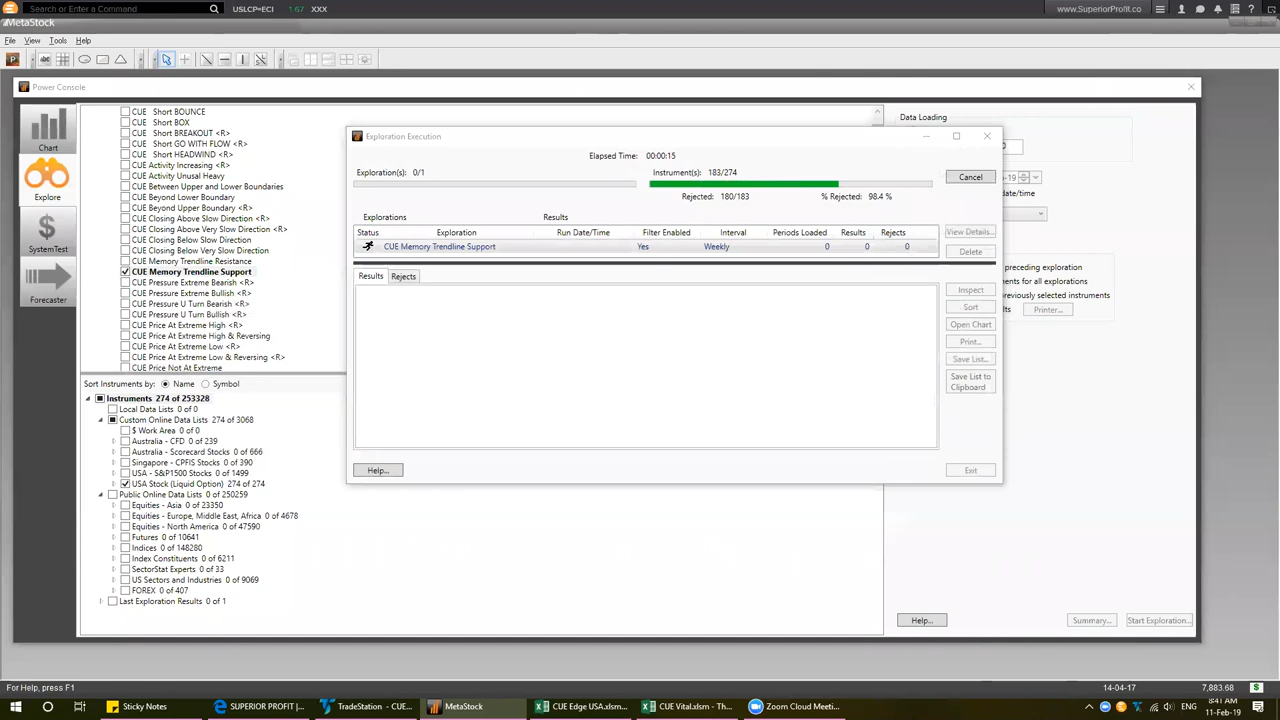 Search or Enter Command
USLCP=ECI
1.67
XXX
www.SuperiorProfit.co
MetaStock
File View Tools Help
P
abc
Power Console
Chart
Explore
SystemTest
Forecaster
CUE Short BOUNCE
CUE Short BOX
CUE Short BREAKOUT <R>
CUE Short GO WITH FLOW <R>
CUE Short HEADWIND <R>
CUE Activity Increasing <R>
CUE Activity Unusual Heavy
CUE Between Upper and Lower Boundaries
CUE Beyond Lower Boundary
CUE Beyond Upper Boundary <R>
CUE Closing Above Slow Direction <R>
CUE Closing Above Very Slow Direction <R>
CUE Closing Below Slow Direction
CUE Closing Below Very Slow Direction
CUE Memory Trendline Resistance
CUE Memory Trendline Support
CUE Pressure Extreme Bearish <R>
CUE Pressure Extreme Bullish <R>
CUE Pressure U Turn Bearish <R>
CUE Pressure U Turn Bullish <R>
CUE Price At Extreme High <R>
CUE Price At Extreme High & Reversing
CUE Price At Extreme Low <R>
CUE Price At Extreme Low & Reversing <R>
CUE Price Not At Extreme
Sort Instruments by: Name Symbol
Instruments 274 of 253328
Local Data Lists 0 of 0
Custom Online Data Lists 274 of 3068
$ Work Area 0 of 0
Australia - CFD 0 of 239
Australia - Scorecard Stocks 0 of 666
Singapore - CPFIS Stocks 0 of 390
USA - S&P1500 Stocks 0 of 1499
USA Stock (Liquid Option) 274 of 274
Public Online Data Lists 0 of 250259
Equities - Asia 0 of 23350
Equities - Europe, Middle East, Africa 0 of 4678
Equities - North America 0 of 47590
Futures 0 of 10641
Indices 0 of 148280
Index Constituents 0 of 6211
SectorStat Experts 0 of 33
US Sectors and Industries 0 of 9069
FOREX 0 of 407
Last Exploration Results 0 of 1
Exploration Execution
Elapsed Time: 00:00:15
Exploration(s): 0/1
Instrument(s): 183/274
Cancel
Rejected: 180/183
% Rejected: 98.4 %
Explorations
Results
Status Exploration Run Date/Time Filter Enabled Interval Periods Loaded Results Rejects
CUE Memory Trendline Support Yes Weekly 0 0 0
View Details...
Delete
Results
Rejects
Inspect
Sort
Open Chart
Print...
Save List...
Save List to
Clipboard
Help...
Exit
Data Loading
0
-19
date/time
preceding exploration
nts for all explorations
reviously selected instruments
lts
Printer...
Help...
Summary...
Start Exploration...
For Help, press F1
14-04-17
7,883.68
$
Sticky Notes
SUPERIOR PROFIT |...
TradeStation - CUE...
MetaStock
CUE Edge USA.xlsm...
CUE Vital.xlsm - Th...
Zoom Cloud Meeti...
8:41 AM
11-Feb-19